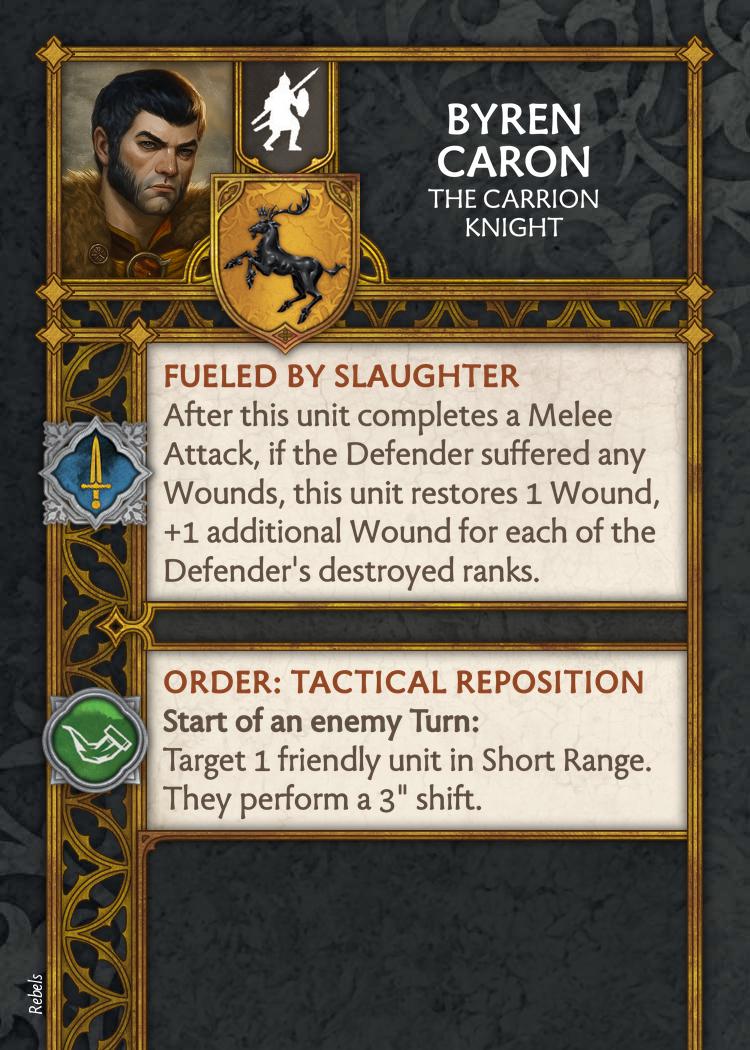 BYREN
CARON
THE CARRION
KNIGHT
FUELED BY SLAUGHTER
After this unit completes a Melee
Attack, if the Defender suffered any
Wounds, this unit restores 1 Wound,
+1 additional Wound for each of the
Defender's destroyed ranks.
ORDER: TACTICAL REPOSITION
Start of an enemy Turn:
Target 1 friendly unit in Short Range.
They perform a 3" shift.
Rebels